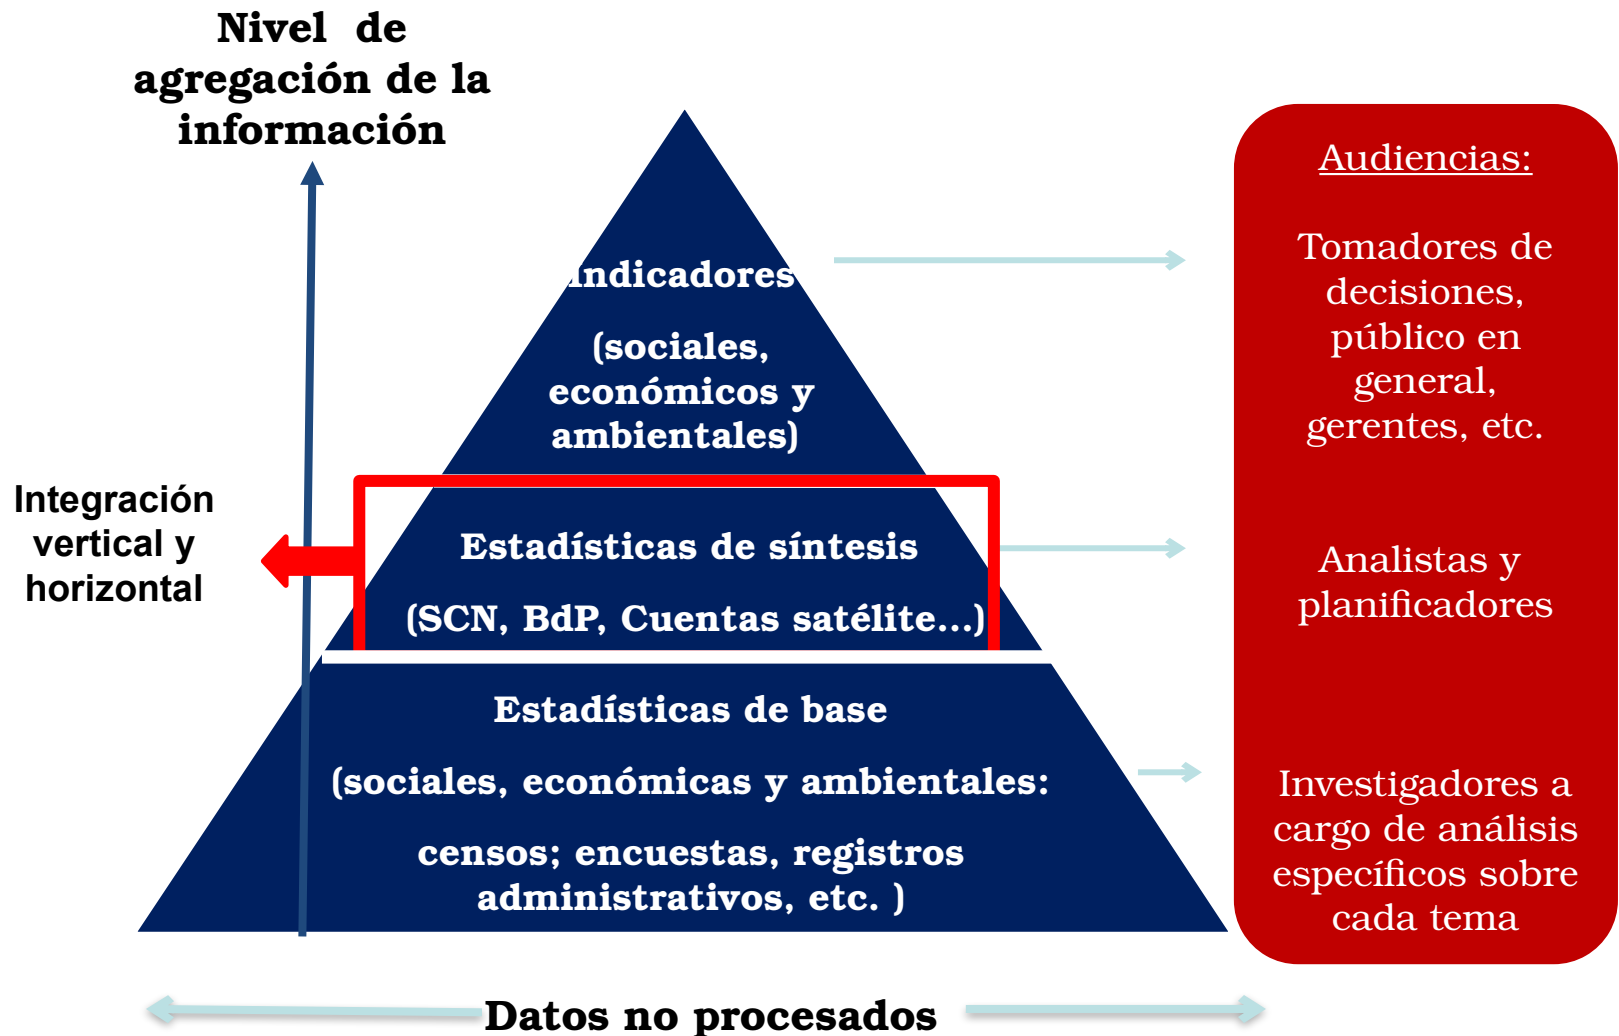 Nivel de
agregación de la
información
Indicadores
(sociales,
económicos y
ambientales)
Integración
vertical y
horizontal
Estadísticas de síntesis
(SCN, BdP, Cuentas satélite...)
Estadísticas de base
(sociales, económicas y ambientales:
censos; encuestas, registros
administrativos, etc. )
Datos no procesados
Audiencias:
Tomadores de
decisiones,
público en
general,
gerentes, etc.
Analistas y
planificadores
Investigadores a
cargo de análisis
específicos sobre
cada tema